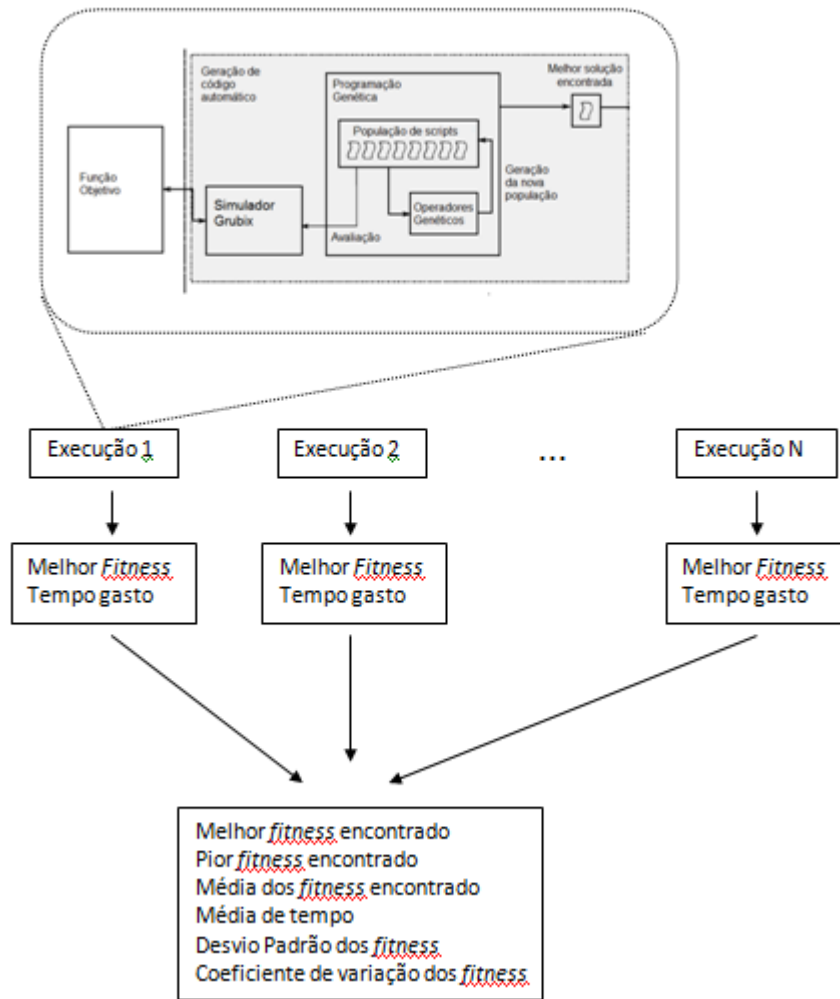 Geração de
código
automático
Programação
Genética
Melhor solução
encontrada
População de scripts
Função
Objetivo
Simulador
Grubix
Operadores
Genéticos
Geração
da nova
população
Avaliação
Execução 1
Execução 2
...
Execução N
Melhor Fitness
Tempo gasto
Melhor Fitness
Tempo gasto
Melhor Fitness
Tempo gasto
Melhor fitness encontrado
Pior fitness encontrado
Média dos fitness encontrado
Média de tempo
Desvio Padrão dos fitness
Coeficiente de variação dos fitness